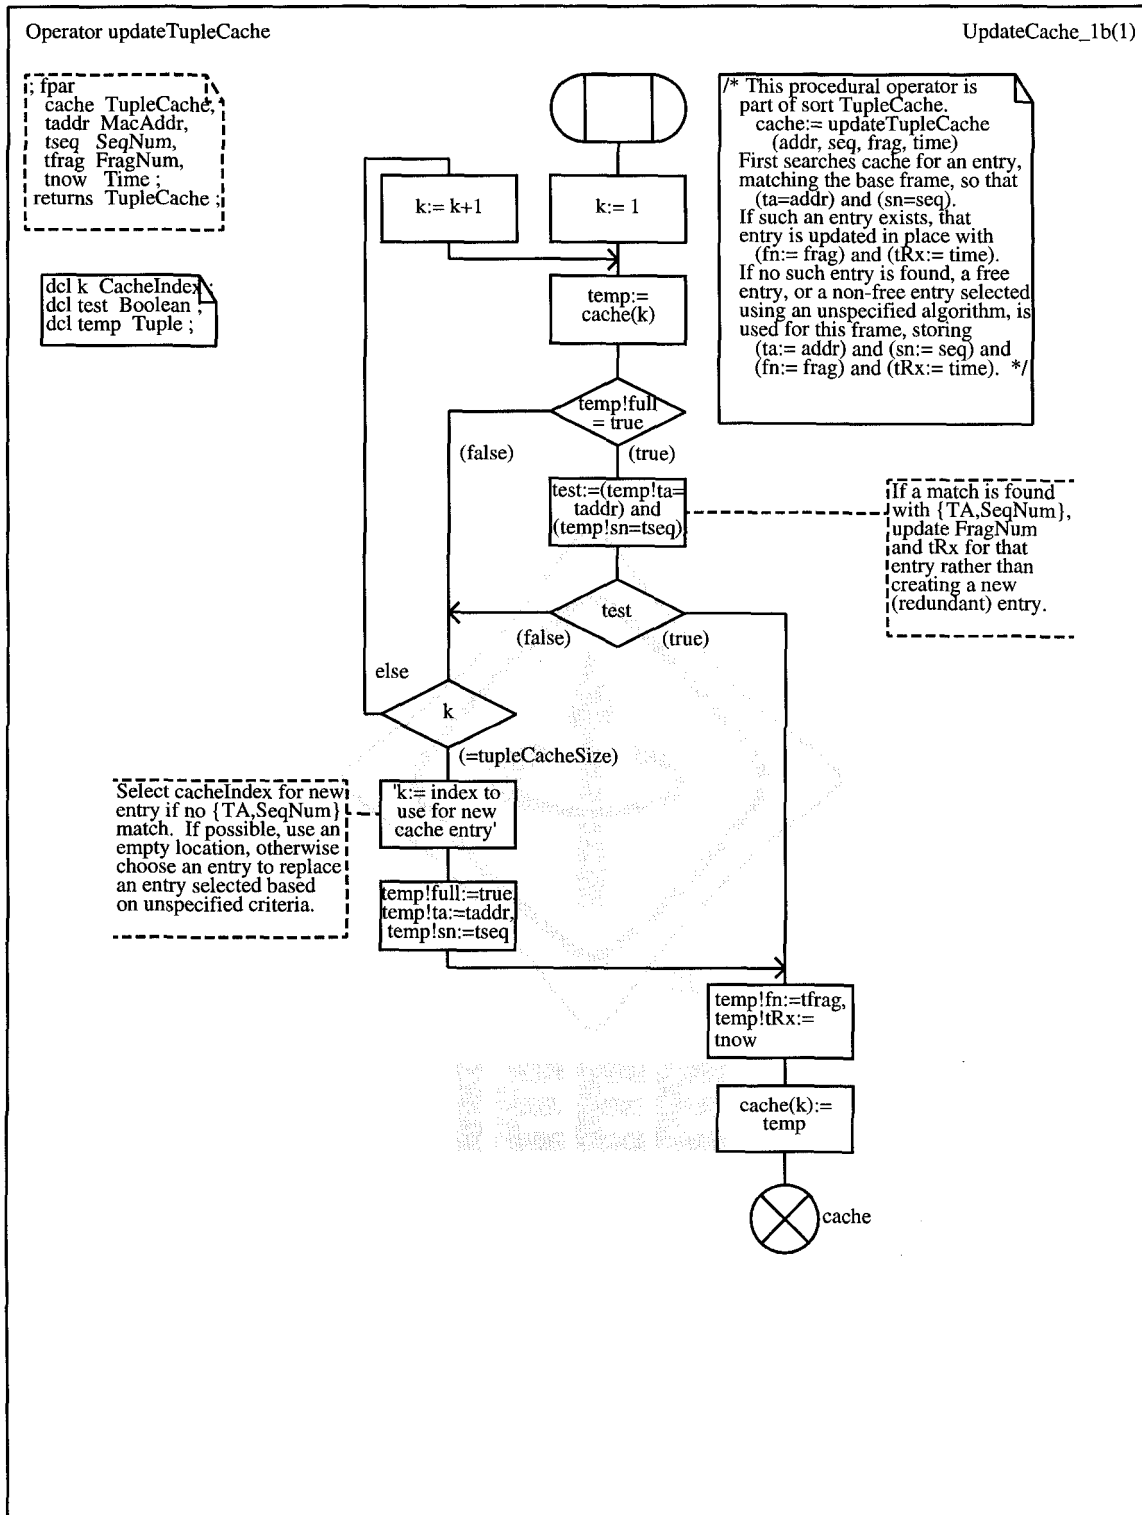 Operator updateTupleCache
UpdateCache_1b(1)
; fpar
cache TupleCache,
taddr MacAddr,
tseq SeqNum,
tfrag FragNum,
tnow Time ;
returns TupleCache ;
dcl k CacheIndex ;
dcl test Boolean ;
dcl temp Tuple ;
/* This procedural operator is
part of sort TupleCache.
cache:= updateTupleCache
(addr, seq, frag, time)
First searches cache for an entry,
matching the base frame, so that
(ta=addr) and (sn=seq).
If such an entry exists, that
entry is updated in place with
(fn:= frag) and (tRx:= time).
If no such entry is found, a free
entry, or a non-free entry selected
using an unspecified algorithm, is
used for this frame, storing
(ta:= addr) and (sn:= seq) and
(fn:= frag) and (tRx:= time). */
k:= k+1
k:= 1
temp:=
cache(k)
temp!full
= true
(false)
(true)
test:=(temp!ta=
taddr) and
(temp!sn=tseq)
If a match is found
with {TA,SeqNum},
update FragNum
and tRx for that
entry rather than
creating a new
(redundant) entry.
test
(false)
(true)
else
k
(=tupleCacheSize)
Select cacheIndex for new
entry if no {TA,SeqNum}
match. If possible, use an
empty location, otherwise
choose an entry to replace
an entry selected based
on unspecified criteria.
'k:= index to
use for new
cache entry'
temp!full:=true,
temp!ta:=taddr,
temp!sn:=tseq
temp!fn:=tfrag,
temp!tRx:=
tnow
IEEE
cache(k):=
temp
cache